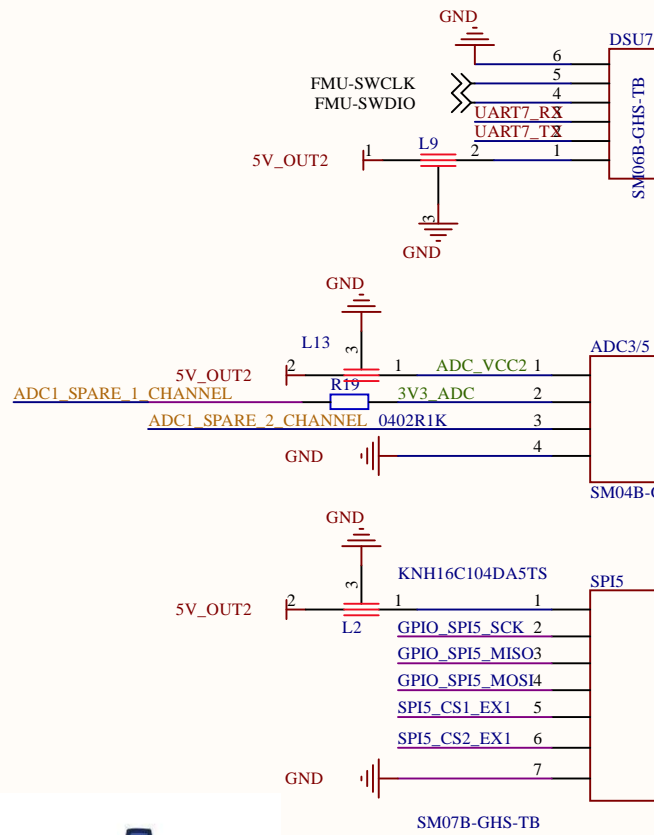 GND
DSU7
6
FMU-SWCLK 5
FMU-SWDIO 4
UART7_RX 3
UART7_TX 2
L9
5V_OUT2 1 2 1
SM06B-GHS-TB
3
GND
GND
L13 3
ADC3/5
5V_OUT2 2 1 ADC_VCC2 1
R19
ADC1_SPARE_1_CHANNEL 3V3_ADC 2
ADC1_SPARE_2_CHANNEL 0402R1K 3
GND 4
GND
3
KNH16C104DA5TS
SPI5
5V_OUT2 2 1 1
L2
GPIO_SPI5_SCK 2
GPIO_SPI5_MISO 3
GPIO_SPI5_MOSI 4
SPI5_CS1_EX1 5
SPI5_CS2_EX1 6
GND 7
SM07B-GHS-TB